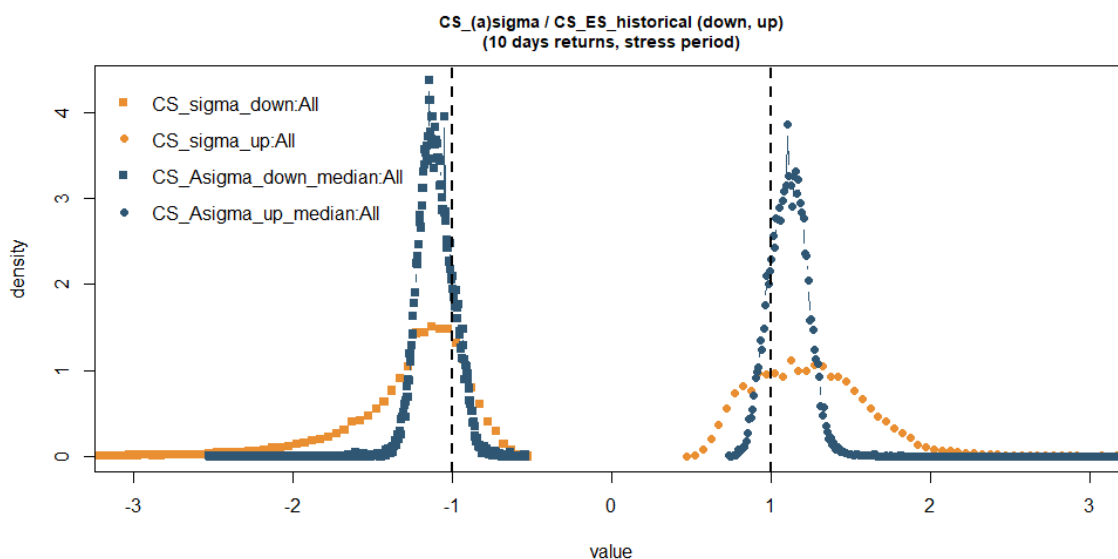 CS_(a)sigma / CS_ES_historical (down, up)
(10 days returns, stress period)
CS_sigma_down:All
CS_sigma_up:All
CS_Asigma_down_median:All
CS_Asigma_up_median:All
density
4
3
2
1
0
-3 -2 -1 0 1 2 3
value